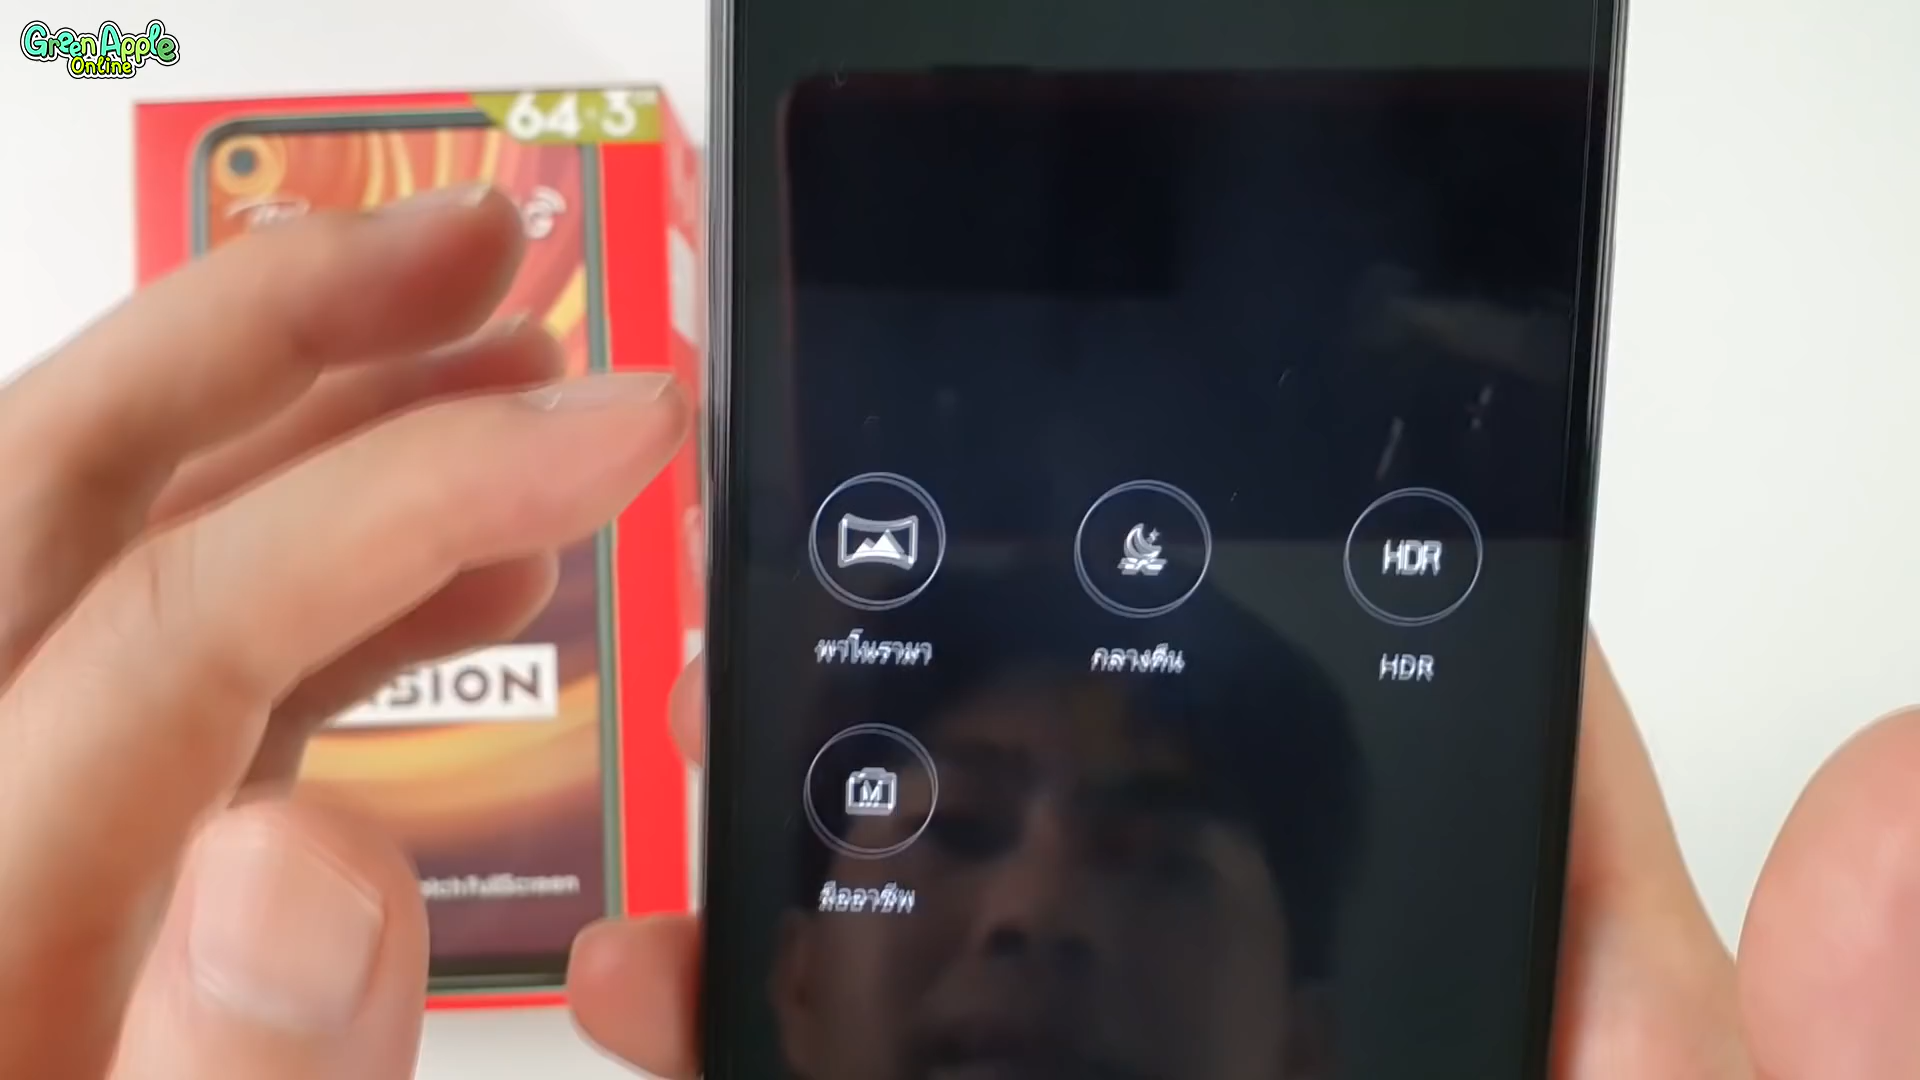 Green Apple
Online
64+3
พาโนรามา
กลางคืน
HDR
HDR
M
มืออาชีพ